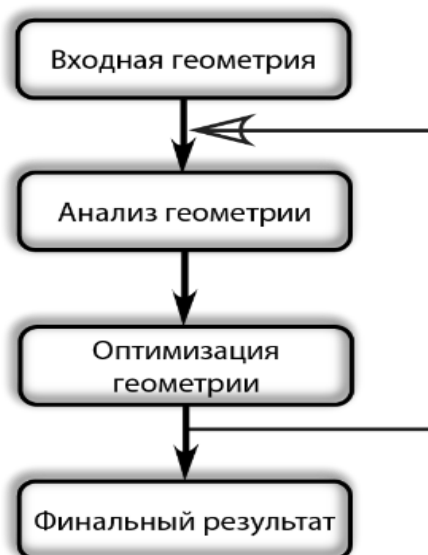 Входная геометрия
Анализ геометрии
Оптимизация
геометрии
Финальный результат